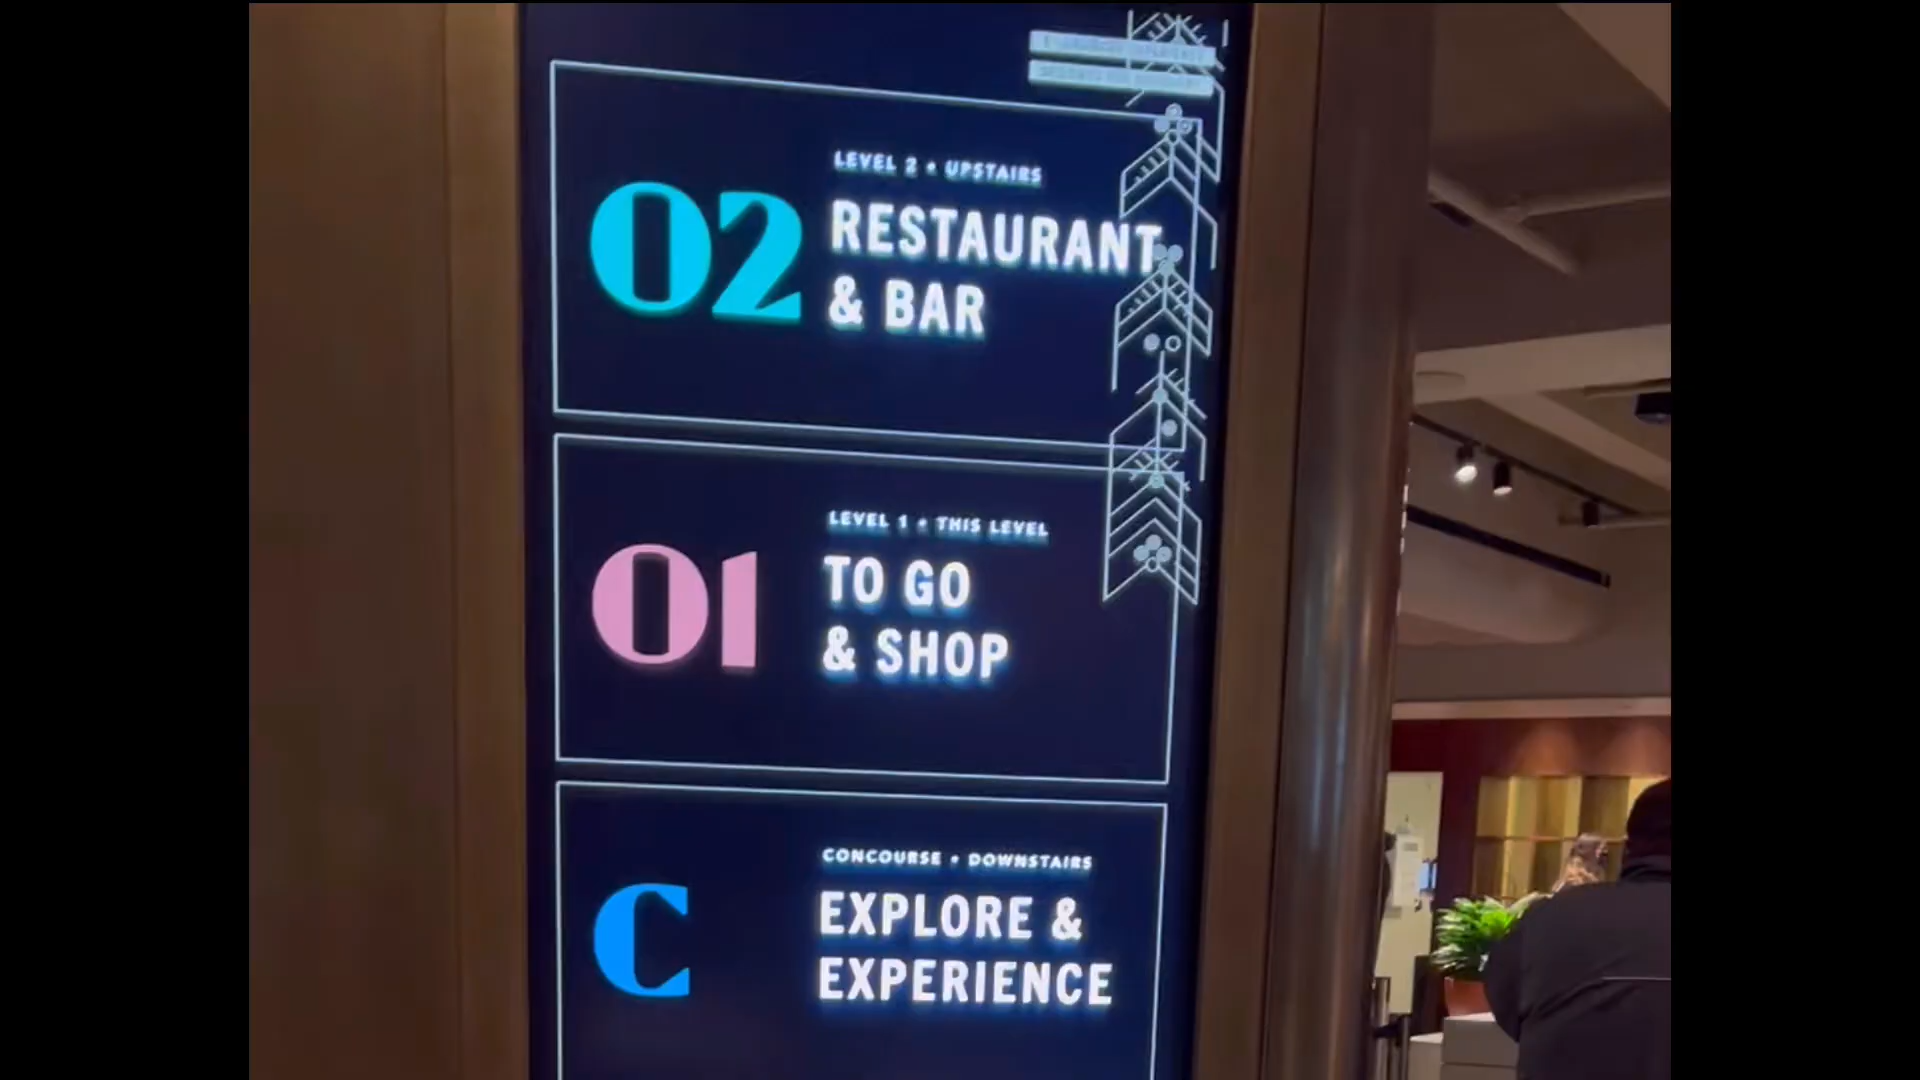 LEVEL 2 • UPSTAIRS
02
RESTAURANT
& BAR
LEVEL 1 • THIS LEVEL
01
TO GO
& SHOP
CONCOURSE • DOWNSTAIRS
C
EXPLORE &
EXPERIENCE